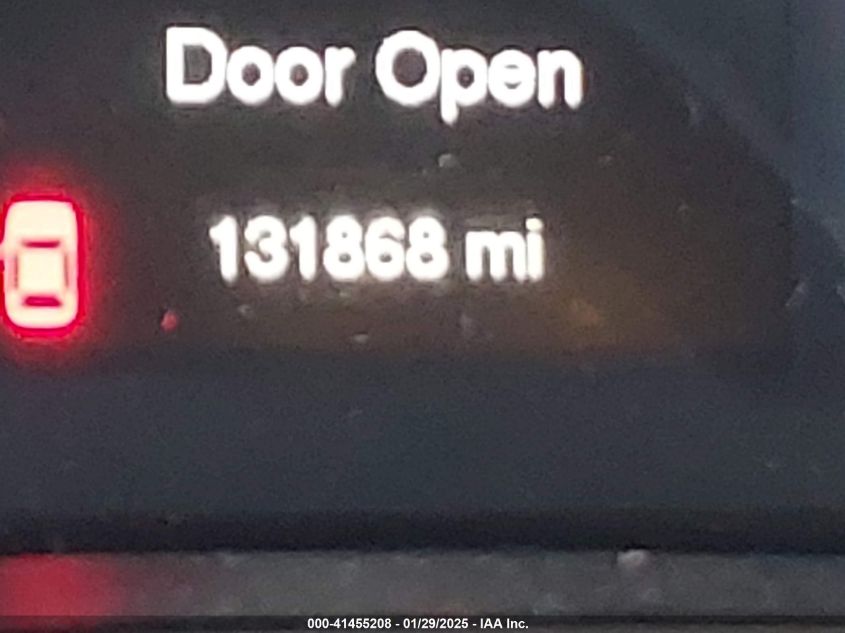 Door Open
131868 mi
000-41455208 - 01/29/2025 - IAA Inc.